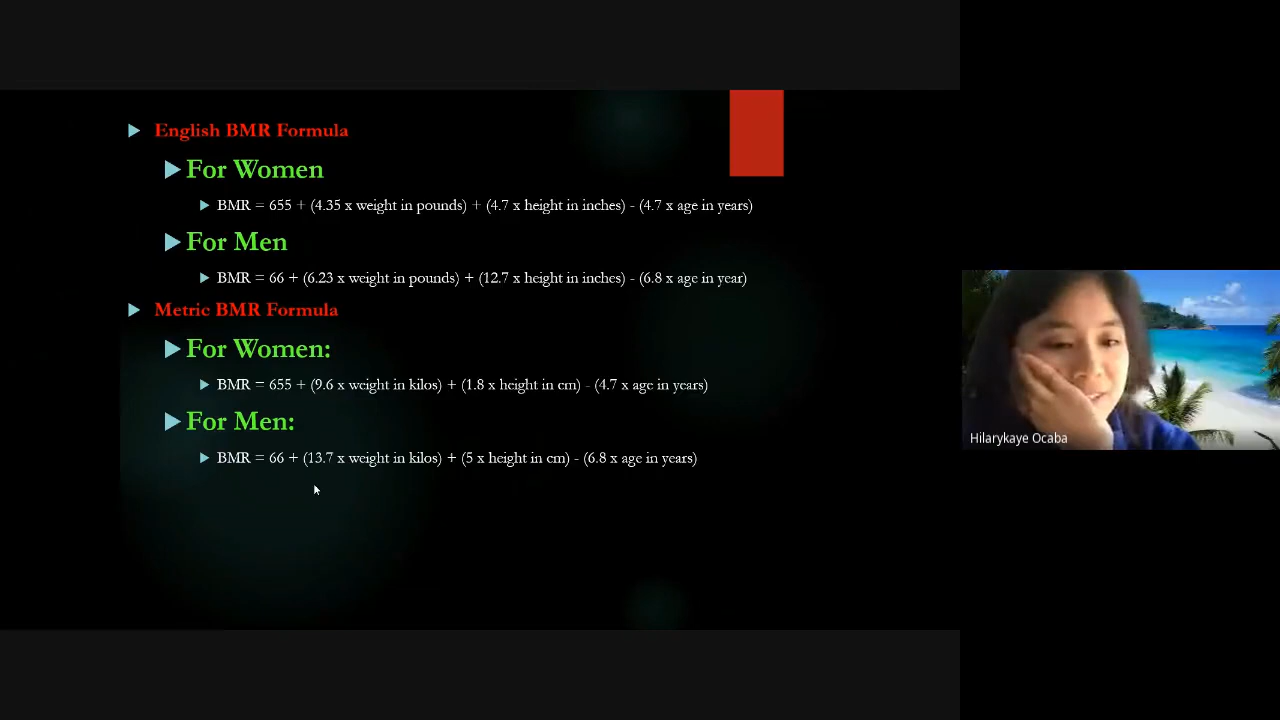 English BMR Formula
For Women
BMR = 655 + (4.35 x weight in pounds) + (4.7 x height in inches) - (4.7 x age in years)
For Men
BMR = 66 + (6.23 x weight in pounds) + (12.7 x height in inches) - (6.8 x age in year)
Metric BMR Formula
For Women:
BMR = 655 + (9.6 x weight in kilos) + (1.8 x height in cm) - (4.7 x age in years)
For Men:
BMR = 66 + (13.7 x weight in kilos) + (5 x height in cm) - (6.8 x age in years)
Hilarykaye Ocaba